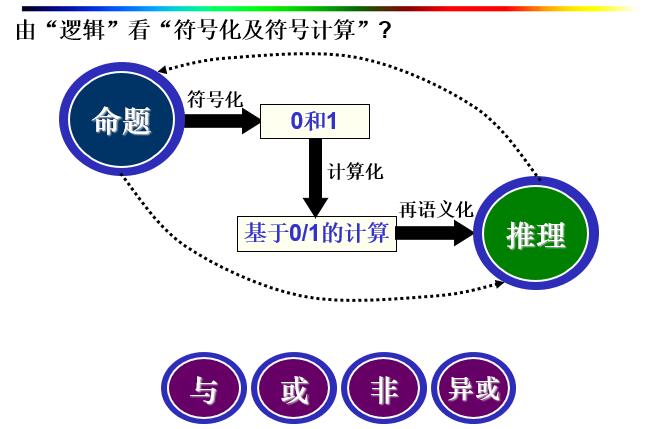 由“逻辑”看“符号化及符号计算”?
命题
符号化
0和1
计算化
基于0/1的计算
再语义化
推理
与
或
非
异或